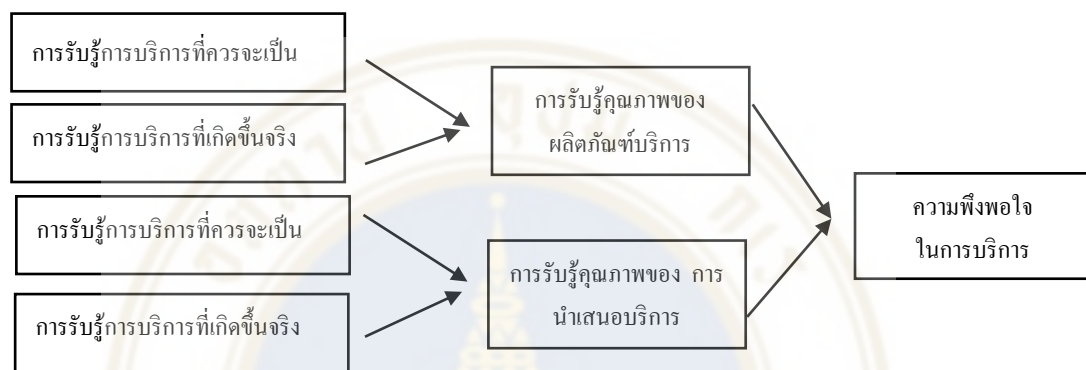 การรับรู้การบริการที่ควรจะเป็น
การรับรู้การบริการที่เกิดขึ้นจริง
การรับรู้การบริการที่ควรจะเป็น
การรับรู้การบริการที่เกิดขึ้นจริง
การรับรู้คุณภาพของ
ผลิตภัณฑ์บริการ
การรับรู้คุณภาพของ การ
นำเสนอบริการ
ความพึงพอใจ
ในการบริการ